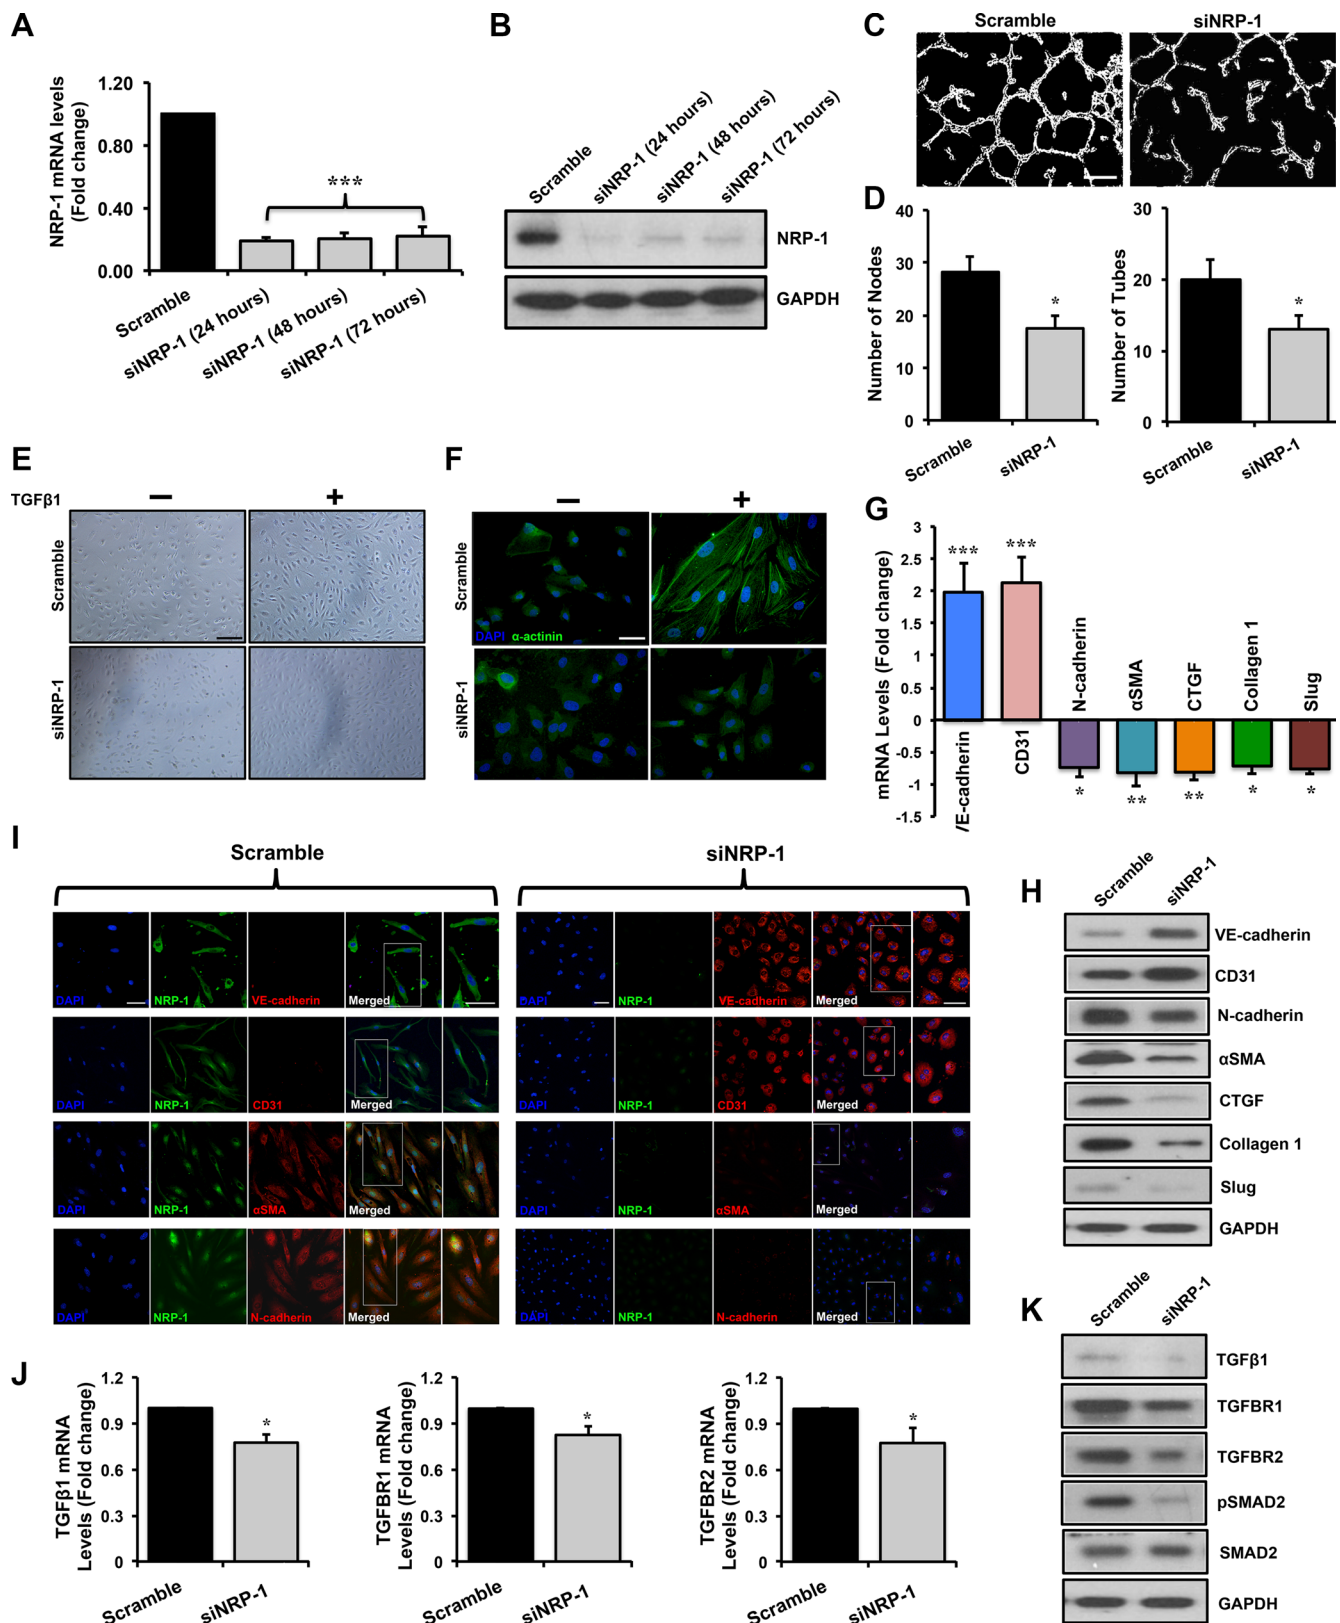 A
NRP-1 mRNA levels
(Fold change)
1.20
0.80
0.40
0.00
***
Scramble
siNRP-1 (24 hours)
siNRP-1 (48 hours)
siNRP-1 (72 hours)
B
Scramble
siNRP-1 (24 hours)
siNRP-1 (48 hours)
siNRP-1 (72 hours)
NRP-1
GAPDH
C
Scramble
siNRP-1
D
Number of Nodes
40
30
20
10
0
*
Scramble
siNRP-1
Number of Tubes
30
20
10
0
*
Scramble
siNRP-1
E
TGFβ1
— +
Scramble
siNRP-1
F
— +
Scramble
DAPI α-actinin
siNRP-1
G
mRNA Levels (Fold change)
3
2.5
2
1.5
1
0.5
0
-0.5
-1
-1.5
***
***
/E-cadherin
CD31
N-cadherin
αSMA
CTGF
Collagen 1
Slug
*
**
**
*
*
I
Scramble
siNRP-1
DAPI NRP-1 VE-cadherin Merged
DAPI NRP-1 VE-cadherin Merged
DAPI NRP-1 CD31 Merged
DAPI NRP-1 CD31 Merged
DAPI NRP-1 αSMA Merged
DAPI NRP-1 αSMA Merged
DAPI NRP-1 N-cadherin Merged
DAPI NRP-1 N-cadherin Merged
H
Scramble
siNRP-1
VE-cadherin
CD31
N-cadherin
αSMA
CTGF
Collagen 1
Slug
GAPDH
J
TGFβ1 mRNA
Levels (Fold change)
1.2
0.9
0.6
0.3
0
*
Scramble
siNRP-1
TGFBR1 mRNA
Levels (Fold change)
1.2
0.9
0.6
0.3
0
*
Scramble
siNRP-1
TGFBR2 mRNA
Levels (Fold change)
1.2
0.9
0.6
0.3
0
*
Scramble
siNRP-1
K
Scramble
siNRP-1
TGFβ1
TGFBR1
TGFBR2
pSMAD2
SMAD2
GAPDH